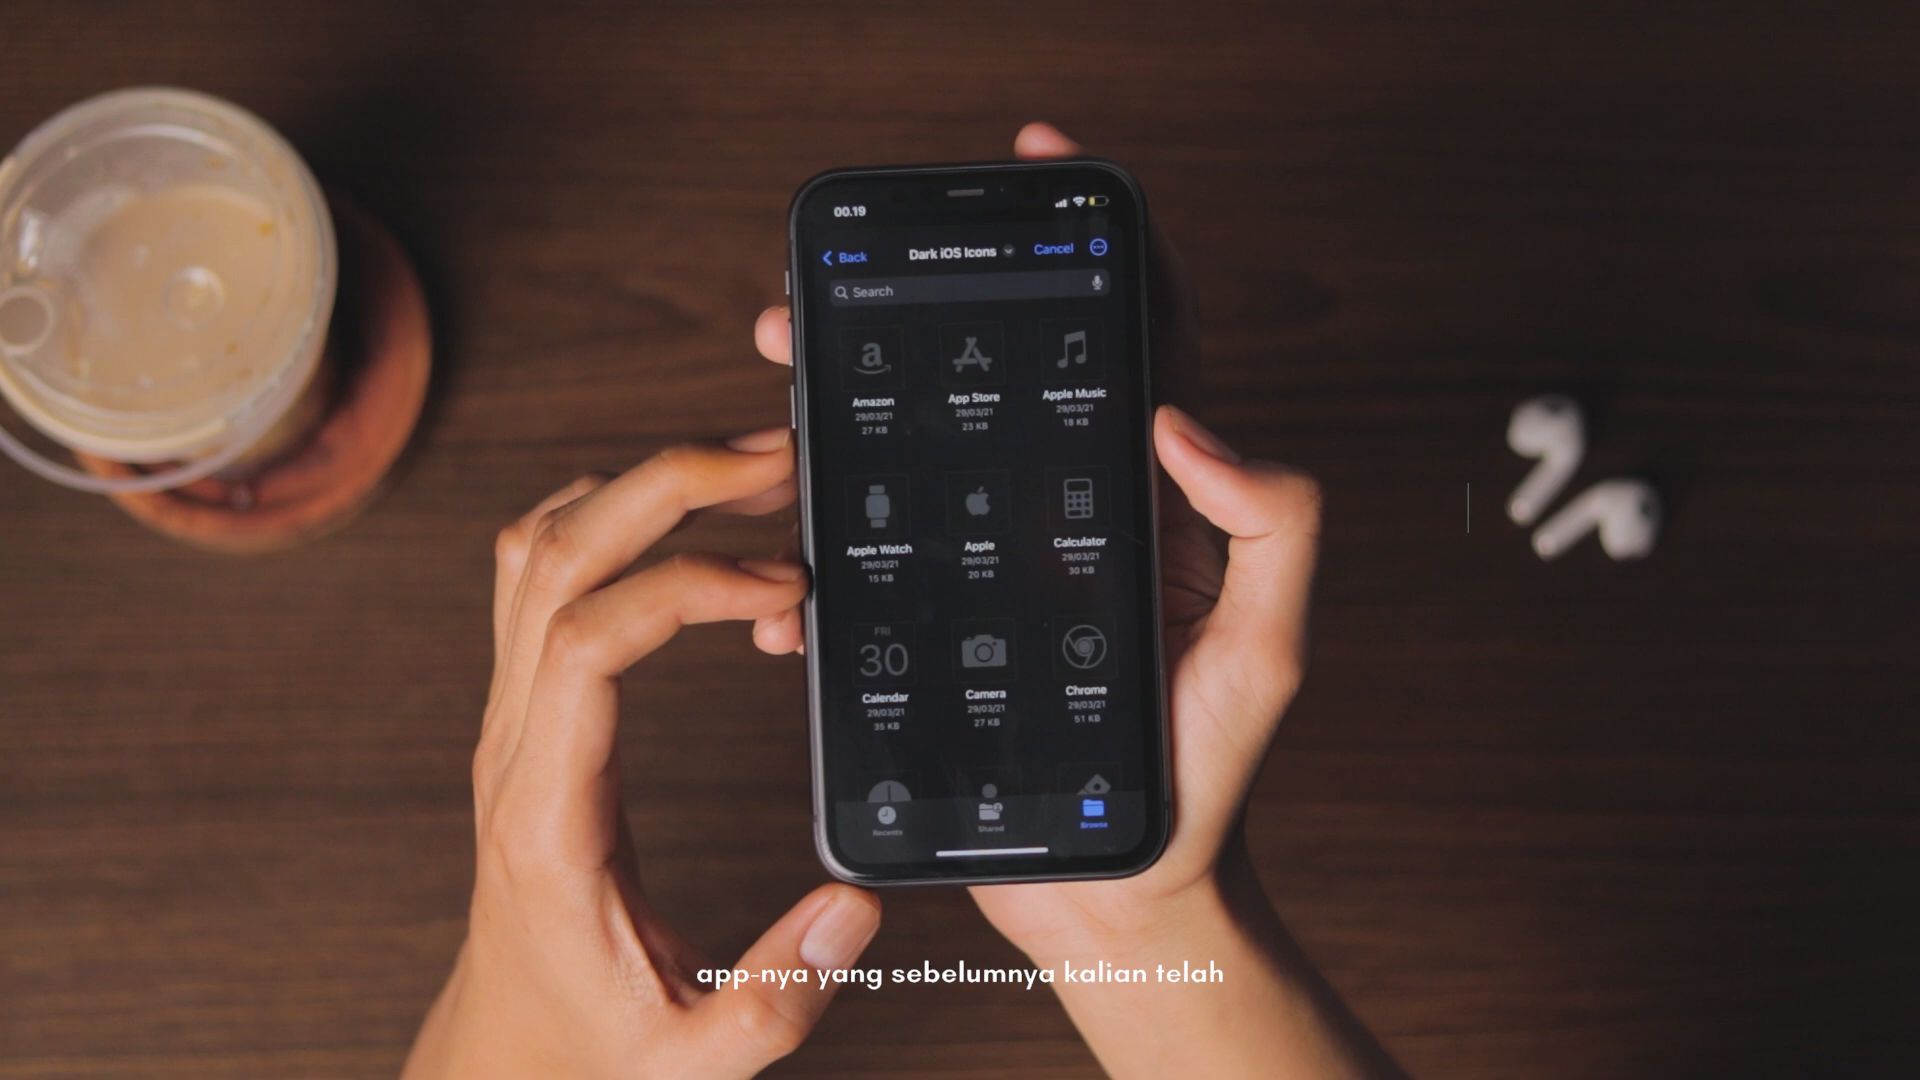 00.19
Back
Dark iOS Icons
Cancel
Search
Amazon
App Store
Apple Music
29/03/21
29/03/21
29/03/21
27 KB
23 KB
18 KB
Apple Watch
Apple
Calculator
29/03/21
29/03/21
29/03/21
15 KB
20 KB
30 KB
FRI
30
Calendar
Camera
Chrome
29/03/21
29/03/21
29/03/21
35 KB
27 KB
51 KB
Recents
Shared
Browse
app-nya yang sebelumnya kalian telah